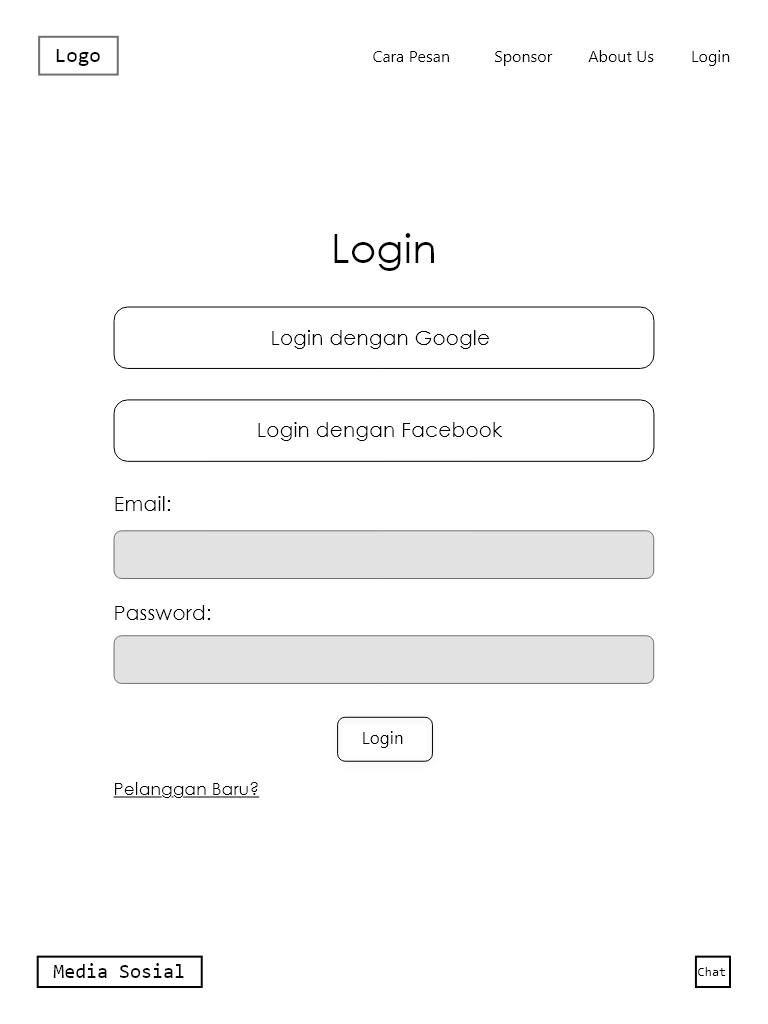 Logo
Cara Pesan Sponsor About Us Login
Login
Login dengan Google
Login dengan Facebook
Email:
Password:
Login
Pelanggan Baru?
Media Sosial
Chat